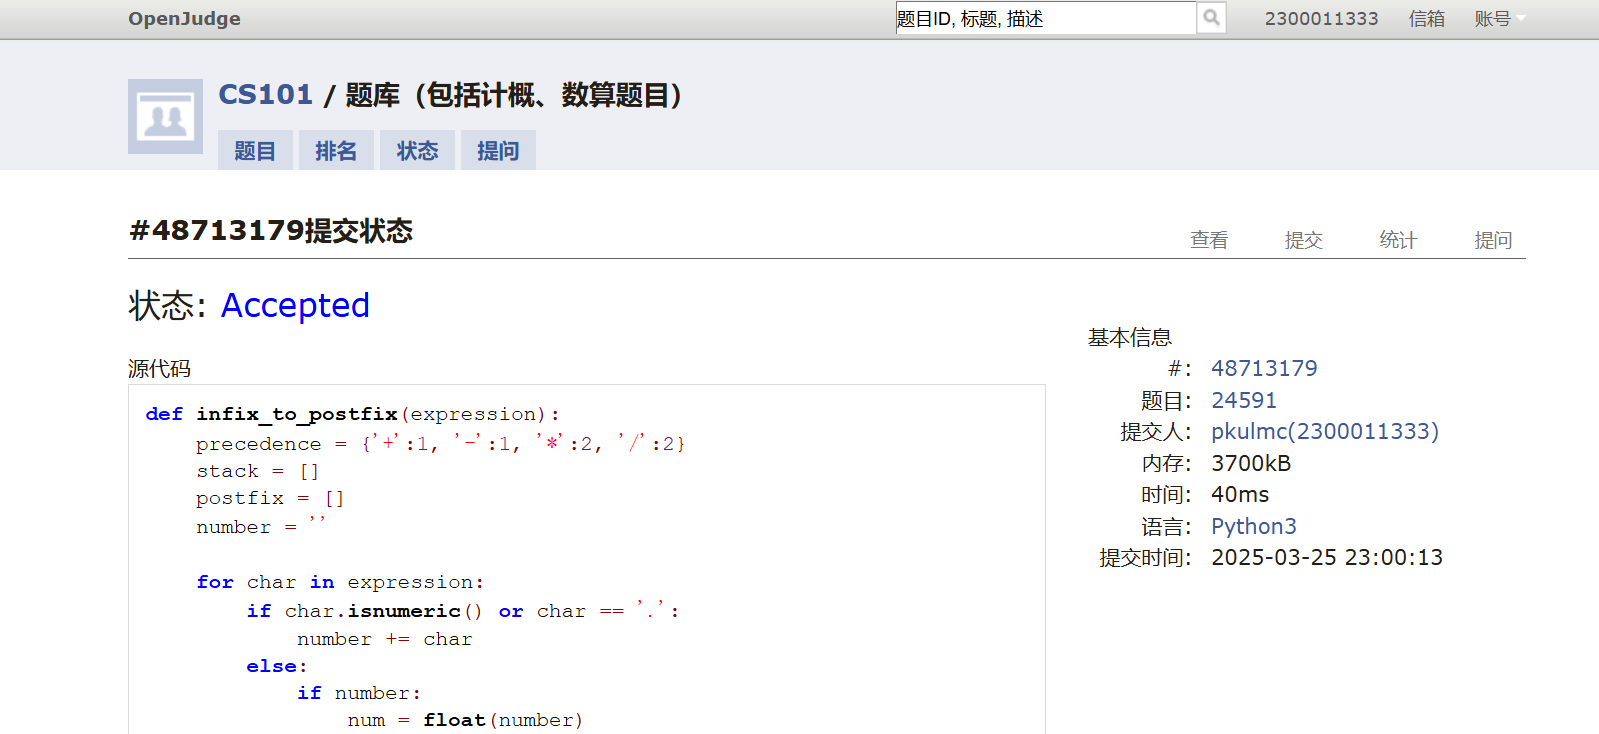 OpenJudge
题目ID, 标题, 描述
2300011333 信箱 账号
CS101 / 题库（包括计概、数算题目）
题目 排名 状态 提问
#48713179提交状态
查看 提交 统计 提问
状态: Accepted
源代码
def infix_to_postfix(expression):
    precedence = {'+':1, '-':1, '*':2, '/':2}
    stack = []
    postfix = []
    number = ''
    for char in expression:
        if char.isnumeric() or char == '.':
            number += char
        else:
            if number:
                num = float(number)
基本信息
#: 48713179
题目: 24591
提交人: pkulmc(2300011333)
内存: 3700kB
时间: 40ms
语言: Python3
提交时间: 2025-03-25 23:00:13